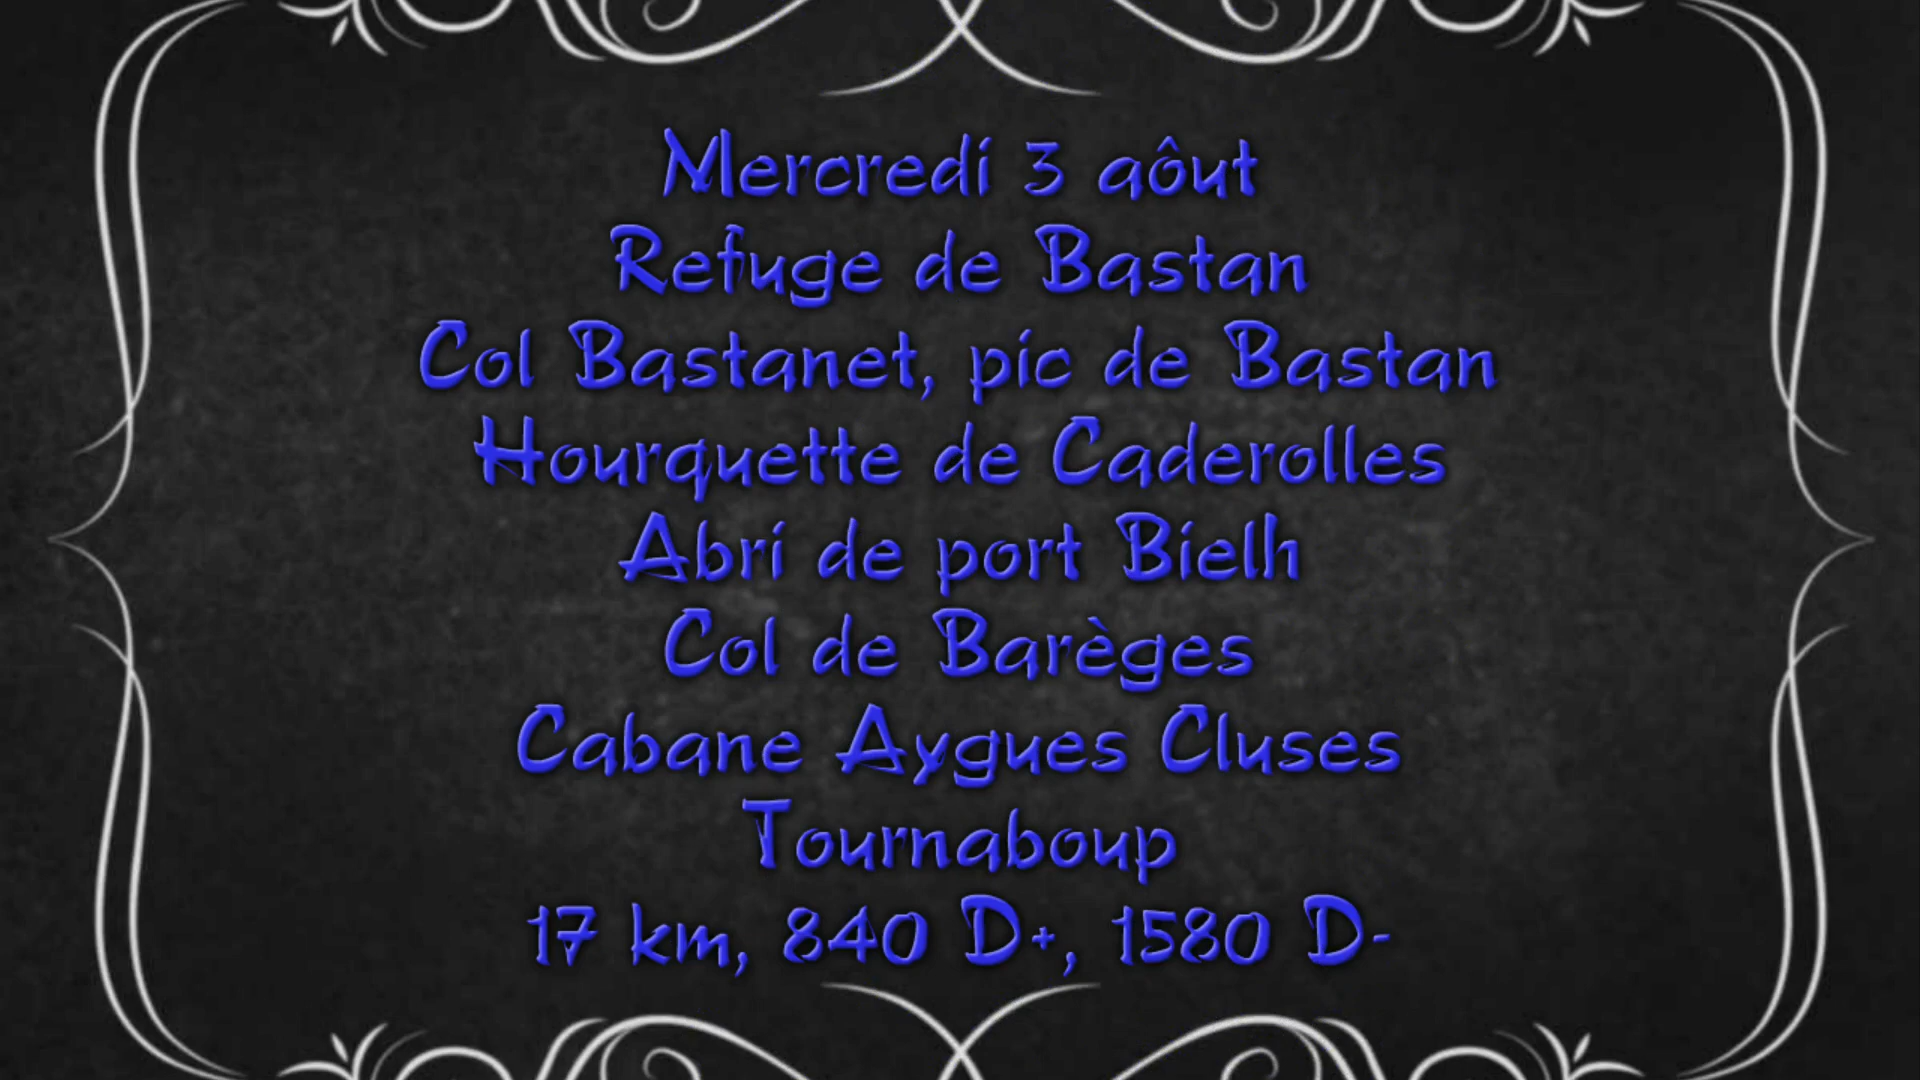 Mercredi 3 aôut
Refuge de Bastan
Col Bastanet, pic de Bastan
Hourquette de Caderolles
Abri de port Bielh
Col de Barèges
Cabane Aygues Cluses
Tournaboup
17 km, 840 D+, 1580 D-